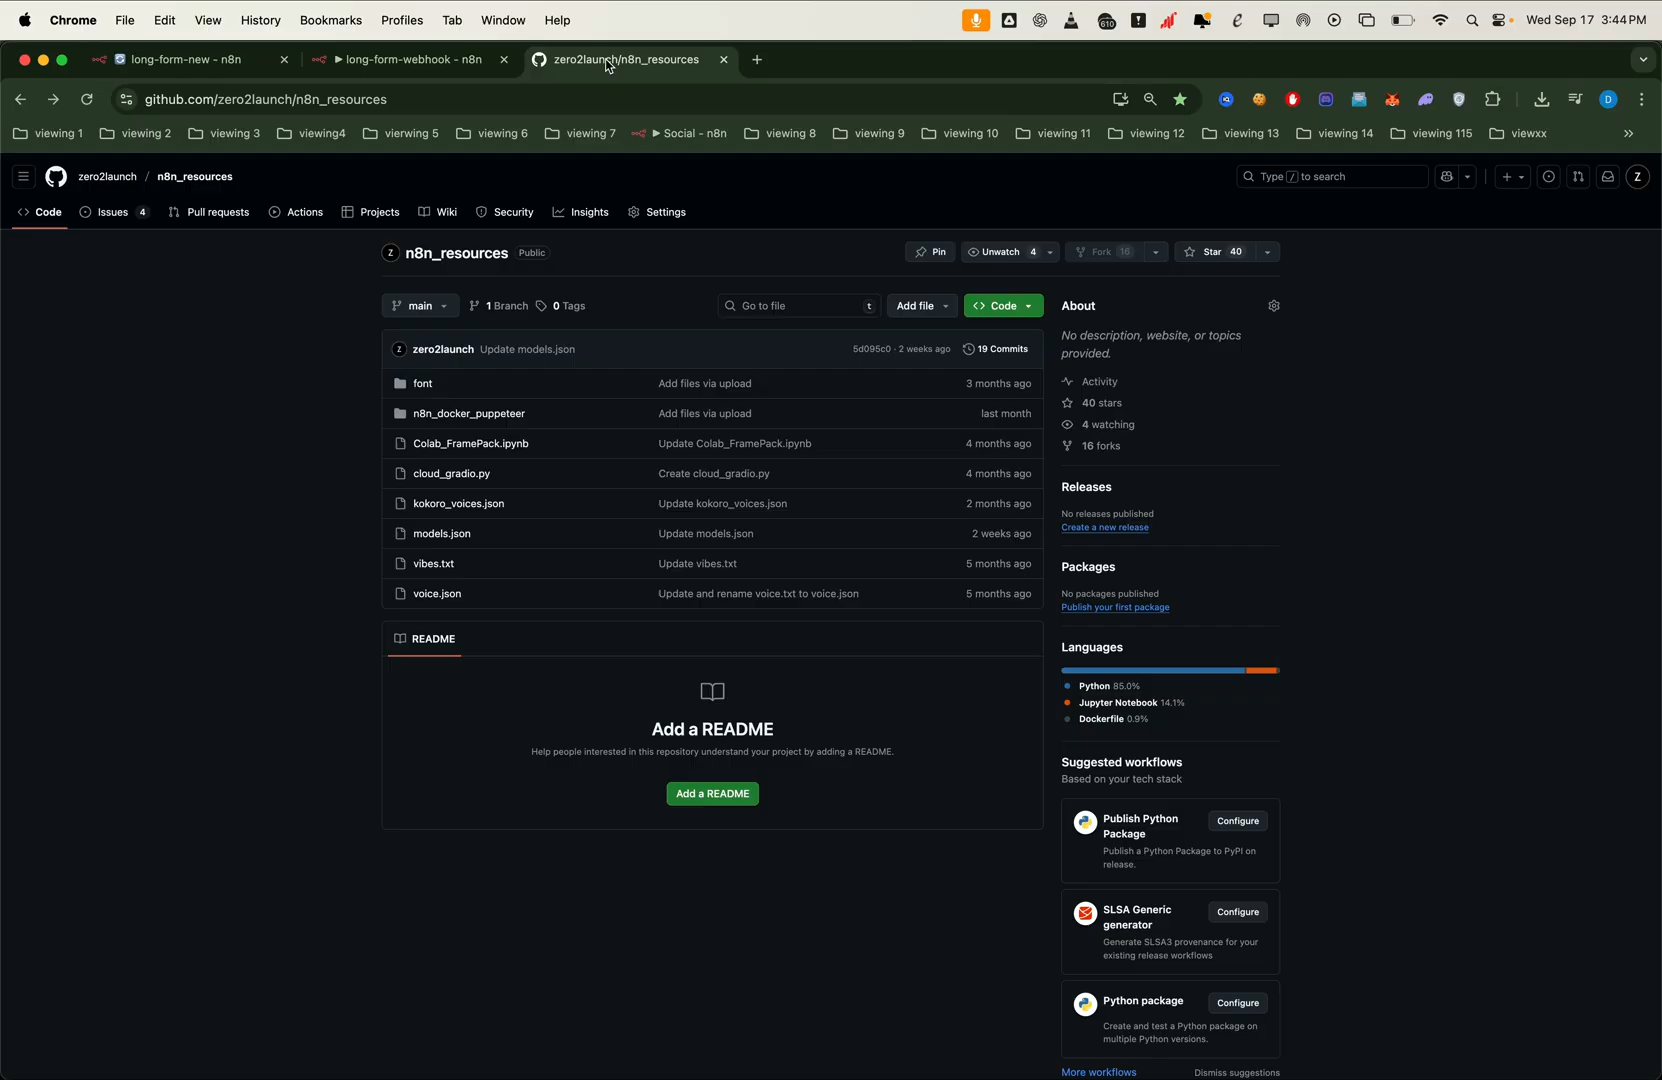 Chrome File Edit View History Bookmarks Profiles Tab Window Help 610 Wed Sep 17 3:44 PM
long-form-new - n8n long-form-webhook - n8n zero2launch/n8n_resources
github.com/zero2launch/n8n_resources D
viewing 1 viewing 2 viewing 3 viewing4 vierwing 5 viewing 6 viewing 7 Social - n8n viewing 8 viewing 9 viewing 10 viewing 11 viewing 12 viewing 13 viewing 14 viewing 115 viewxx »
zero2launch / n8n_resources Type / to search Z
Code Issues 4 Pull requests Actions Projects Wiki Security Insights Settings
Z n8n_resources Public Pin Unwatch 4 Fork 16 Star 40
main 1 Branch 0 Tags Go to file t Add file Code
Z zero2launch Update models.json 5d095c0 · 2 weeks ago 19 Commits
font Add files via upload 3 months ago
n8n_docker_puppeteer Add files via upload last month
Colab_FramePack.ipynb Update Colab_FramePack.ipynb 4 months ago
cloud_gradio.py Create cloud_gradio.py 4 months ago
kokoro_voices.json Update kokoro_voices.json 2 months ago
models.json Update models.json 2 weeks ago
vibes.txt Update vibes.txt 5 months ago
voice.json Update and rename voice.txt to voice.json 5 months ago
README
Add a README
Help people interested in this repository understand your project by adding a README.
Add a README
About
No description, website, or topics
provided.
Activity
40 stars
4 watching
16 forks
Releases
No releases published
Create a new release
Packages
No packages published
Publish your first package
Languages
Python 85.0%
Jupyter Notebook 14.1%
Dockerfile 0.9%
Suggested workflows
Based on your tech stack
Publish Python
Package
Configure
Publish a Python Package to PyPI on
release.
SLSA Generic
generator
Configure
Generate SLSA3 provenance for your
existing release workflows
Python package
Configure
Create and test a Python package on
multiple Python versions.
More workflows Dismiss suggestions